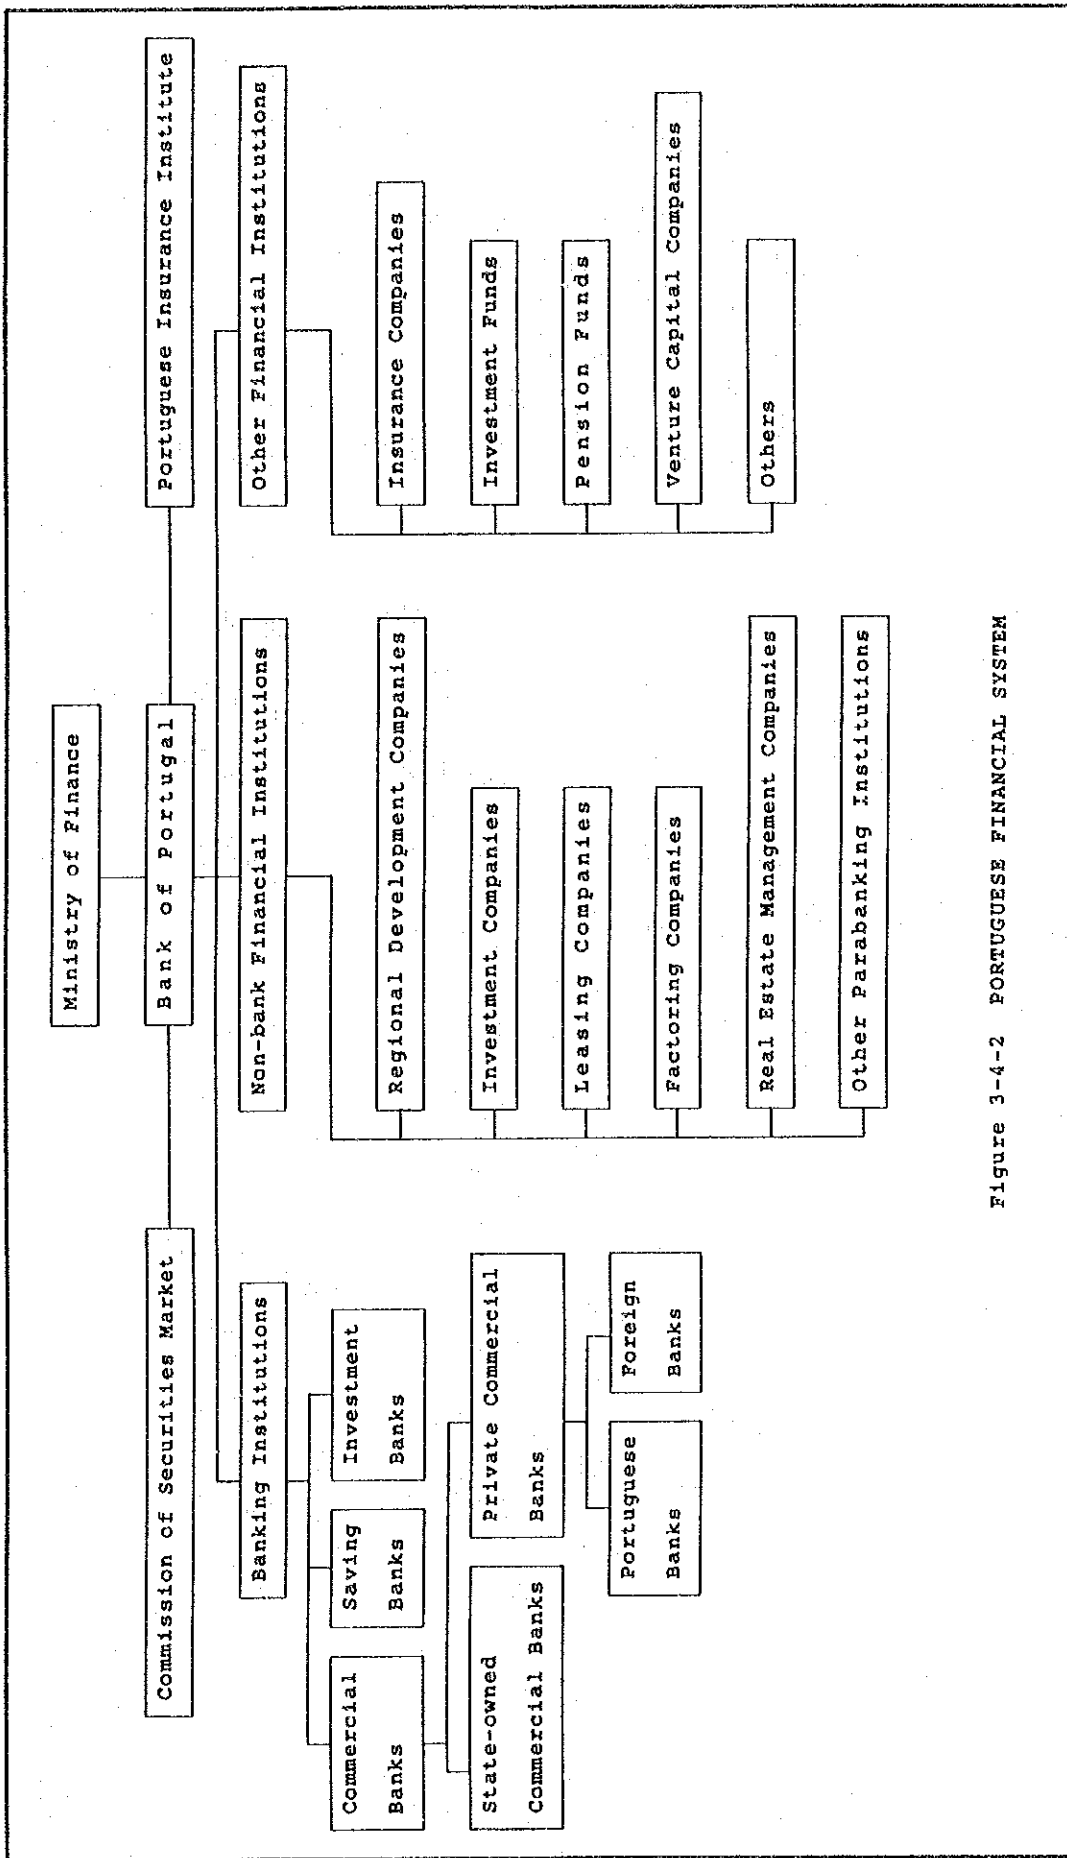 Ministry of Finance
Commission of Securities Market
Bank of Portugal
Portuguese Insurance Institute
Banking Institutions
Non-bank Financial Institutions
Other Financial Institutions
Commercial
Banks
Saving
Banks
Investment
Banks
State-owned
Commercial Banks
Private Commercial
Banks
Portuguese
Banks
Foreign
Banks
Regional Development Companies
Investment Companies
Leasing Companies
Factoring Companies
Real Estate Management Companies
Other Parabanking Institutions
Insurance Companies
Investment Funds
Pension Funds
Venture Capital Companies
Others
Figure 3-4-2 PORTUGUESE FINANCIAL SYSTEM